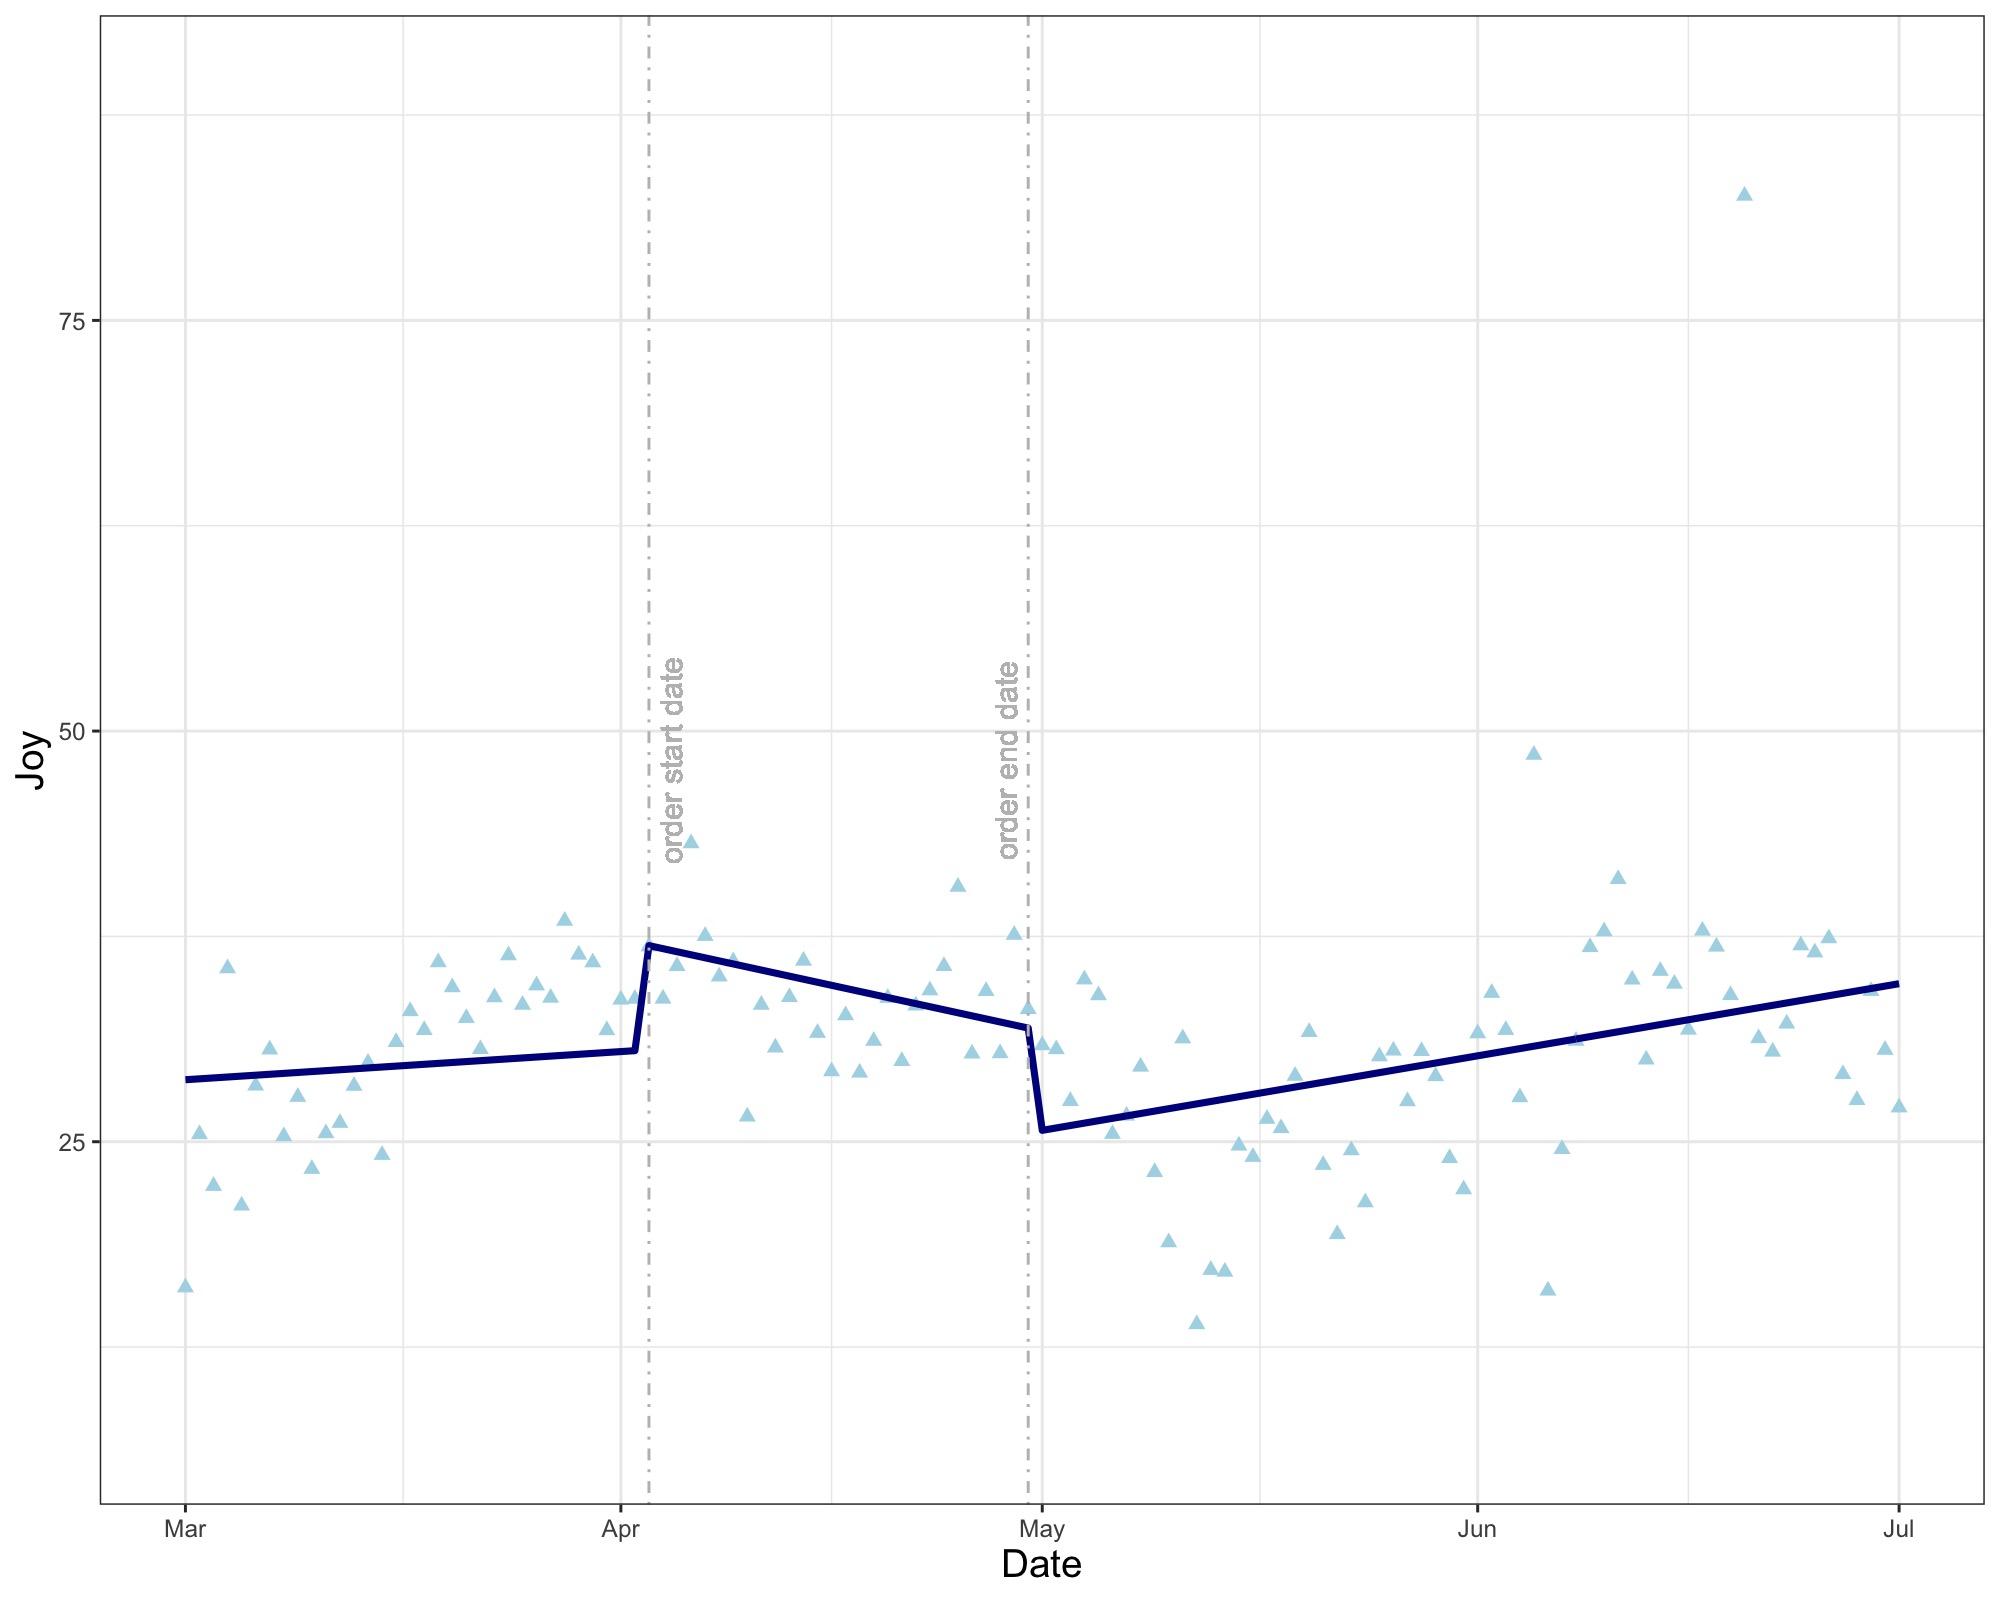 75
50
25
Joy
order start date
order end date
Mar
Apr
May
Jun
Jul
Date